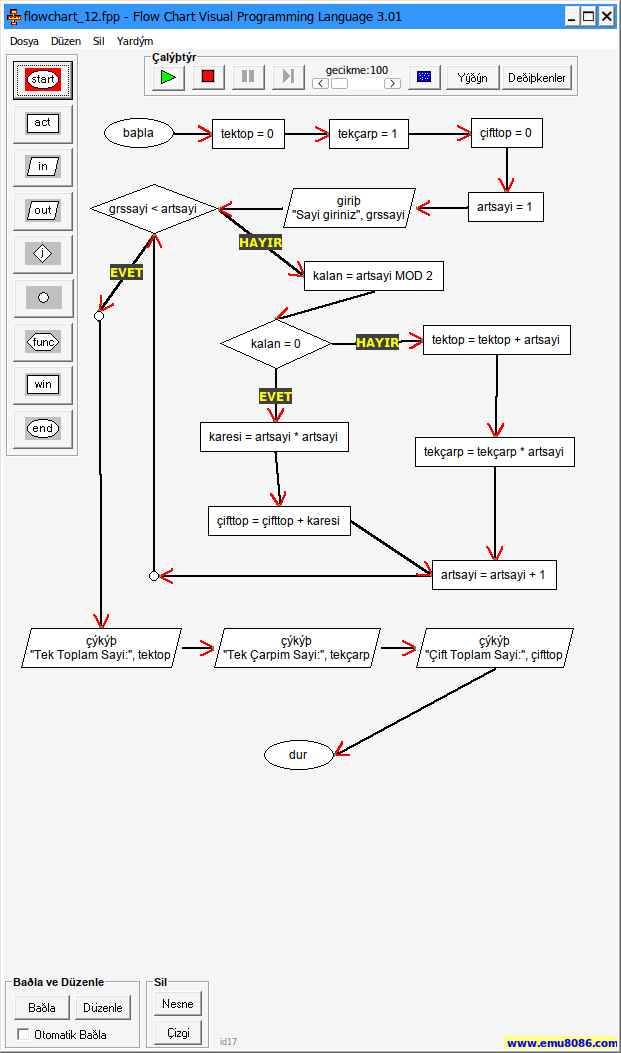 flowchart_12.fpp - Flow Chart Visual Programming Language 3.01
Dosya Düzen Sil Yardým
Çalýþtýr
gecikme:100
Yýðýn
Deðiþkenler
start
act
in
out
j
func
win
end
baþla
tektop = 0
tekçarp = 1
çifttop = 0
artsayi = 1
giriþ
"Sayi giriniz", grssayi
grssayi < artsayi
HAYIR
EVET
kalan = artsayi MOD 2
kalan = 0
HAYIR
tektop = tektop + artsayi
EVET
karesi = artsayi * artsayi
tekçarp = tekçarp * artsayi
çifttop = çifttop + karesi
artsayi = artsayi + 1
çýkýþ
"Tek Toplam Sayi:", tektop
çýkýþ
"Tek Çarpim Sayi:", tekçarp
çýkýþ
"Çift Toplam Sayi:", çifttop
dur
Baðla ve Düzenle
Baðla
Düzenle
Otomatik Baðla
Sil
Nesne
Çizgi
id17
www.emu8086.com